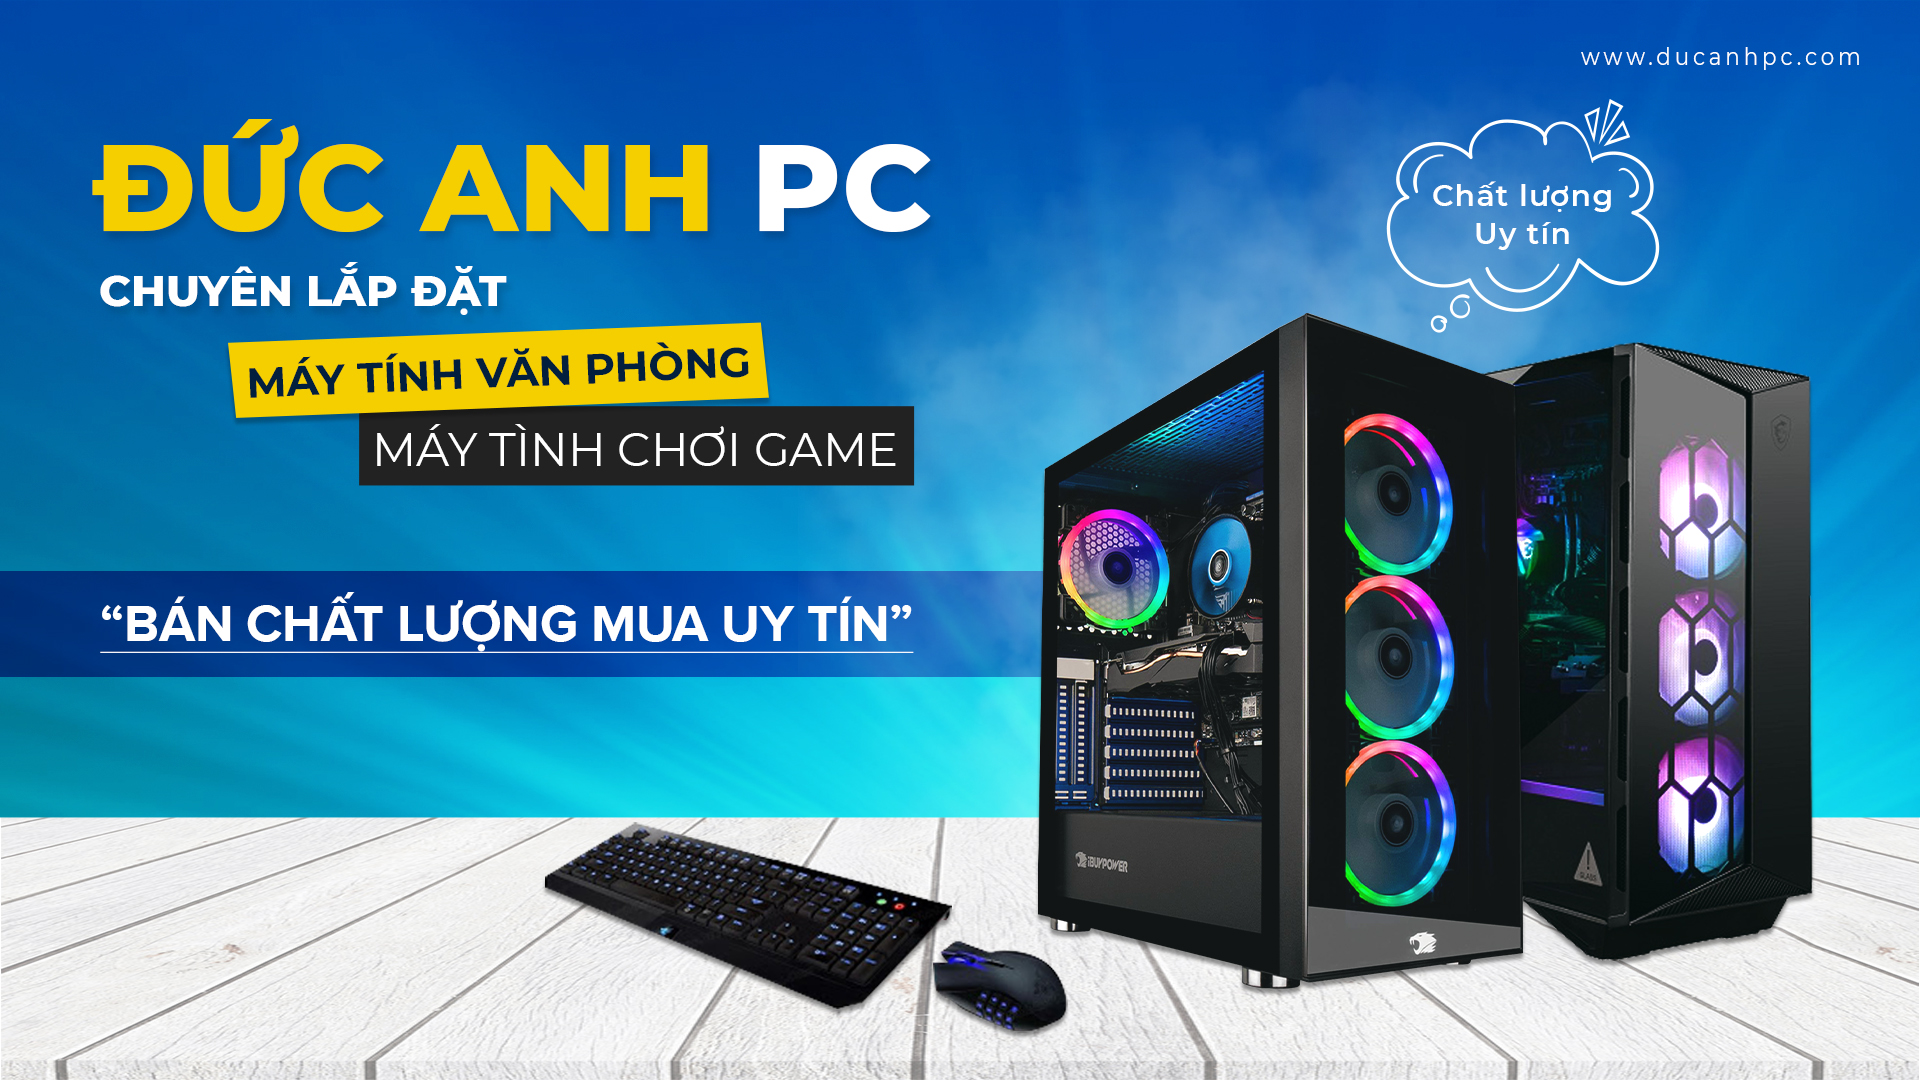 www.ducanhpc.com
ĐỨC ANH PC
CHUYÊN LẮP ĐẶT
MÁY TÍNH VĂN PHÒNG
MÁY TÌNH CHƠI GAME
“BÁN CHẤT LƯỢNG MUA UY TÍN”
Chất lượng
Uy tín
iBUYPOWER
GLASS